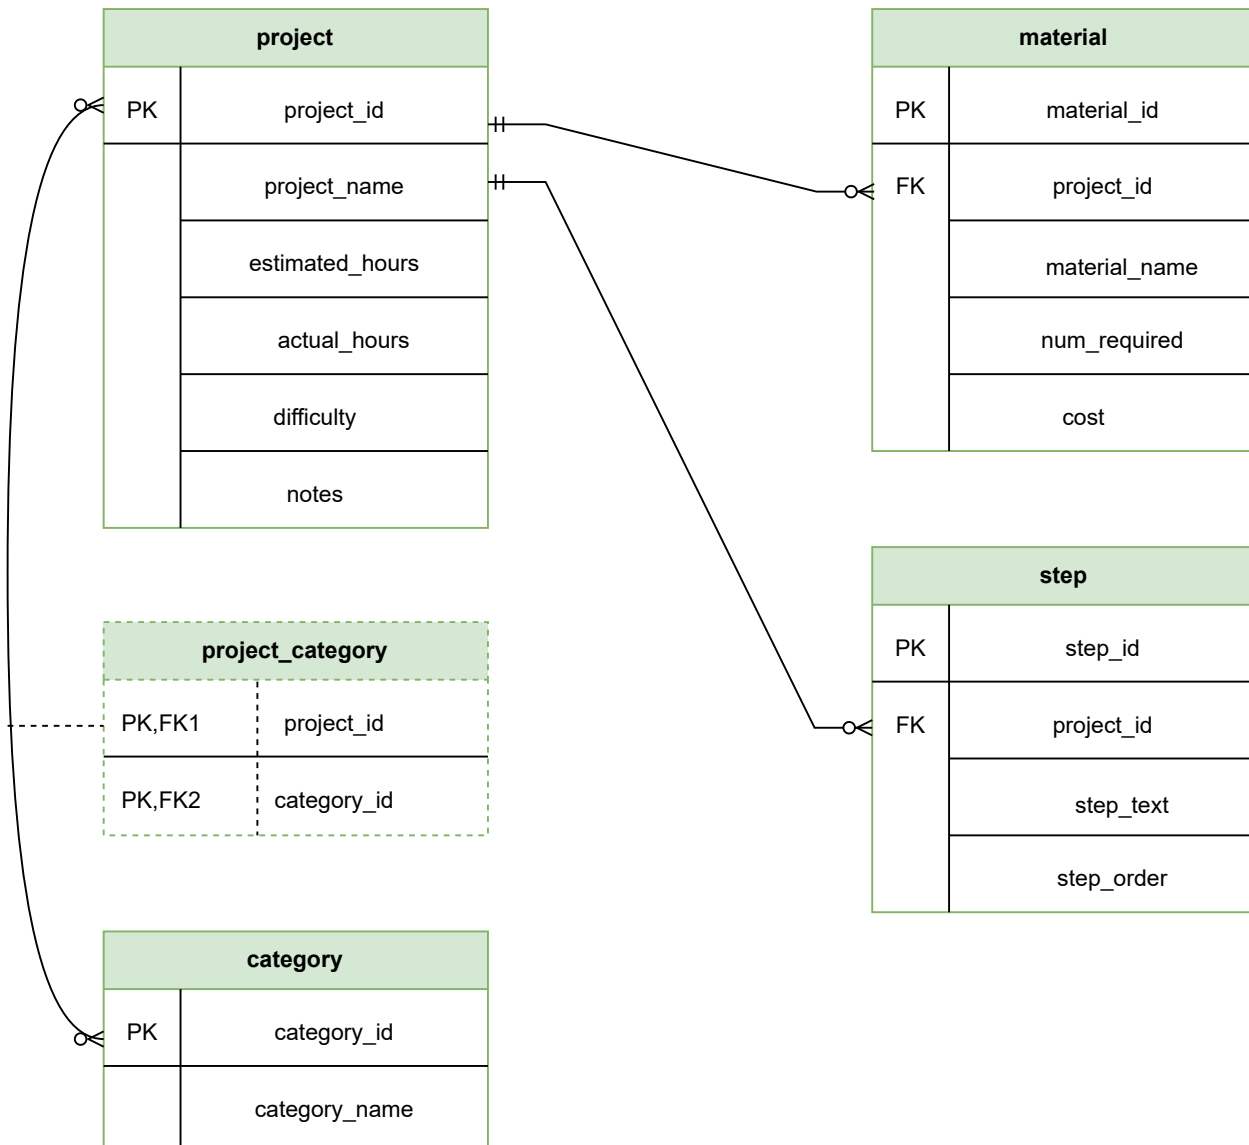 project
PK project_id
project_name
estimated_hours
actual_hours
difficulty
notes
material
PK material_id
FK project_id
material_name
num_required
cost
step
PK step_id
FK project_id
step_text
step_order
project_category
PK,FK1 project_id
PK,FK2 category_id
category
PK category_id
category_name